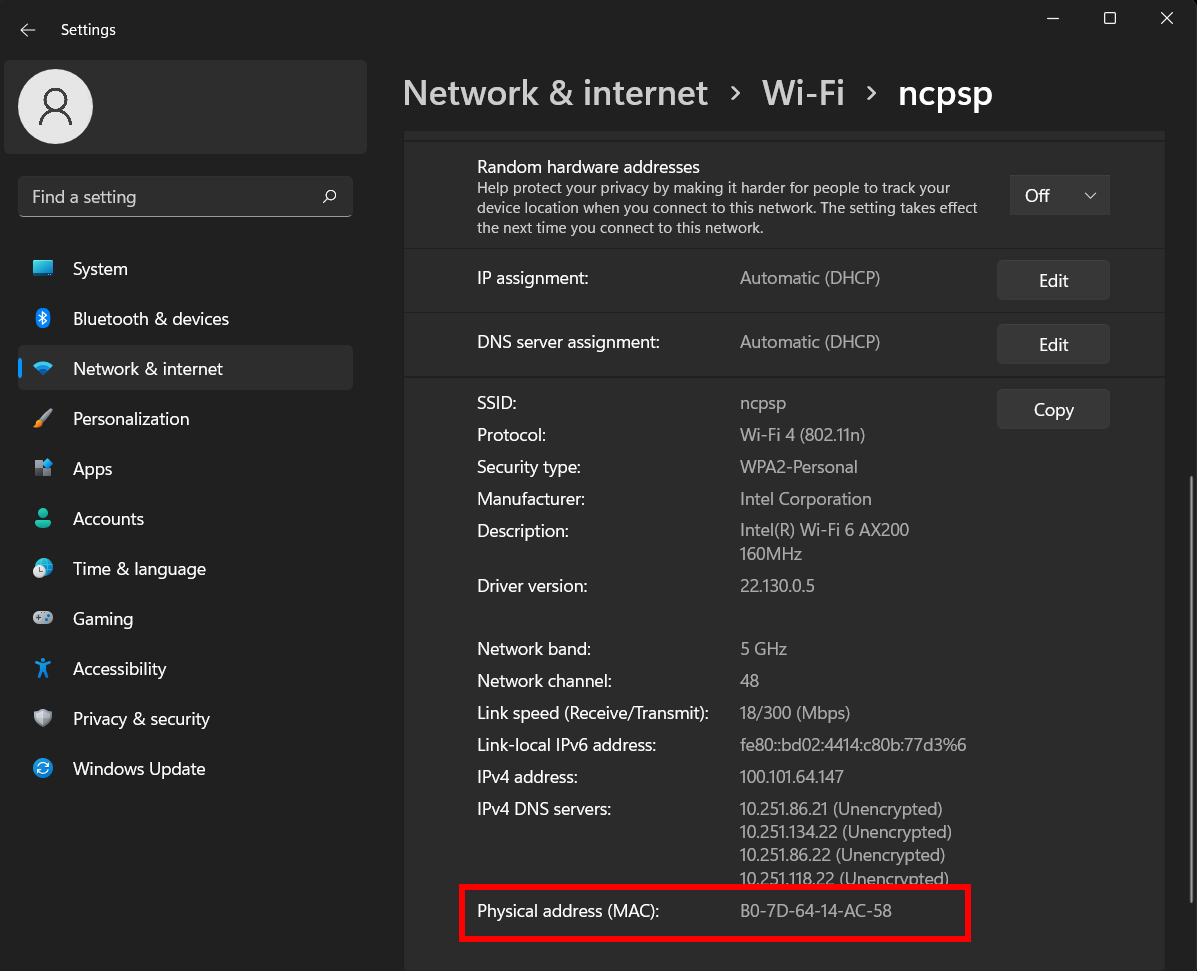 Settings
Find a setting
System
Bluetooth & devices
Network & internet
Personalization
Apps
Accounts
Time & language
Gaming
Accessibility
Privacy & security
Windows Update
Network & internet > Wi-Fi > ncpsp
Random hardware addresses
Help protect your privacy by making it harder for people to track your
device location when you connect to this network. The setting takes effect
the next time you connect to this network.
Off
IP assignment: Automatic (DHCP) Edit
DNS server assignment: Automatic (DHCP) Edit
SSID: ncpsp Copy
Protocol: Wi-Fi 4 (802.11n)
Security type: WPA2-Personal
Manufacturer: Intel Corporation
Description: Intel(R) Wi-Fi 6 AX200
160MHz
Driver version: 22.130.0.5
Network band: 5 GHz
Network channel: 48
Link speed (Receive/Transmit): 18/300 (Mbps)
Link-local IPv6 address: fe80::bd02:4414:c80b:77d3%6
IPv4 address: 100.101.64.147
IPv4 DNS servers: 10.251.86.21 (Unencrypted)
10.251.134.22 (Unencrypted)
10.251.86.22 (Unencrypted)
10.251.118.22 (Unencrypted)
Physical address (MAC): B0-7D-64-14-AC-58